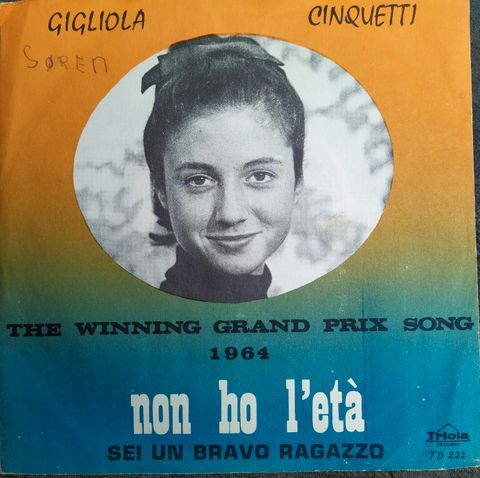 GIGLIOLA CINQUETTI
SØREN
THE WINNING GRAND PRIX SONG
1964
non ho l'età
SEI UN BRAVO RAGAZZO
Triola
RECORDS
TD 222